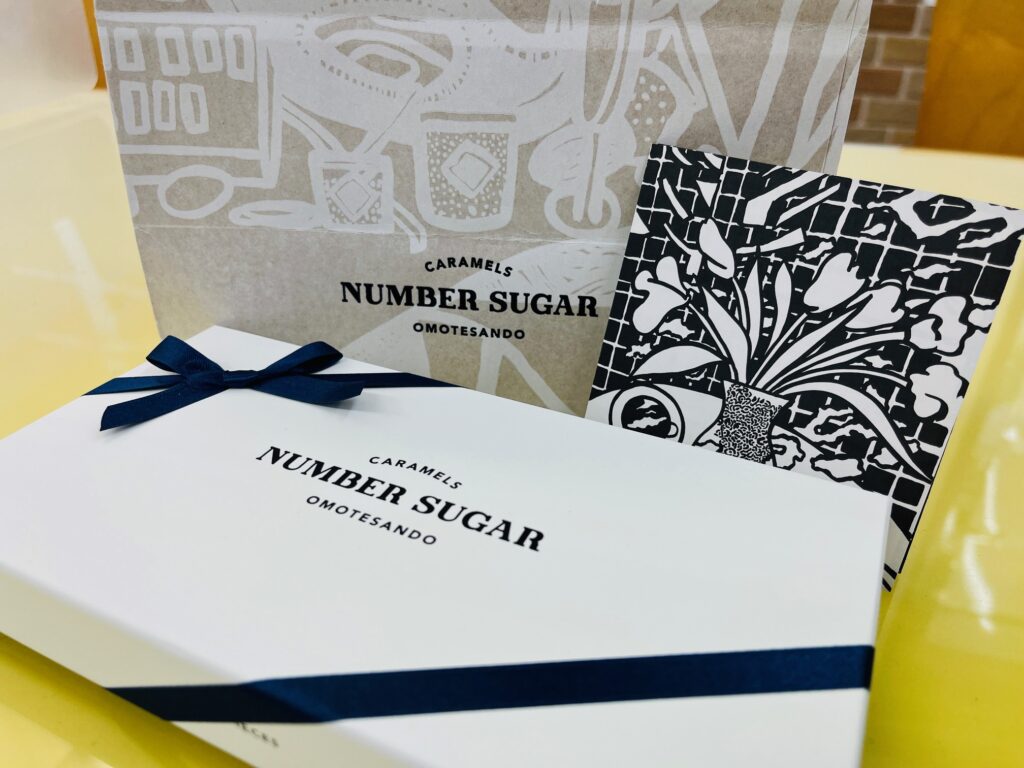 CARAMELS
NUMBER SUGAR
OMOTESANDO
CARAMELS
NUMBER SUGAR
OMOTESANDO